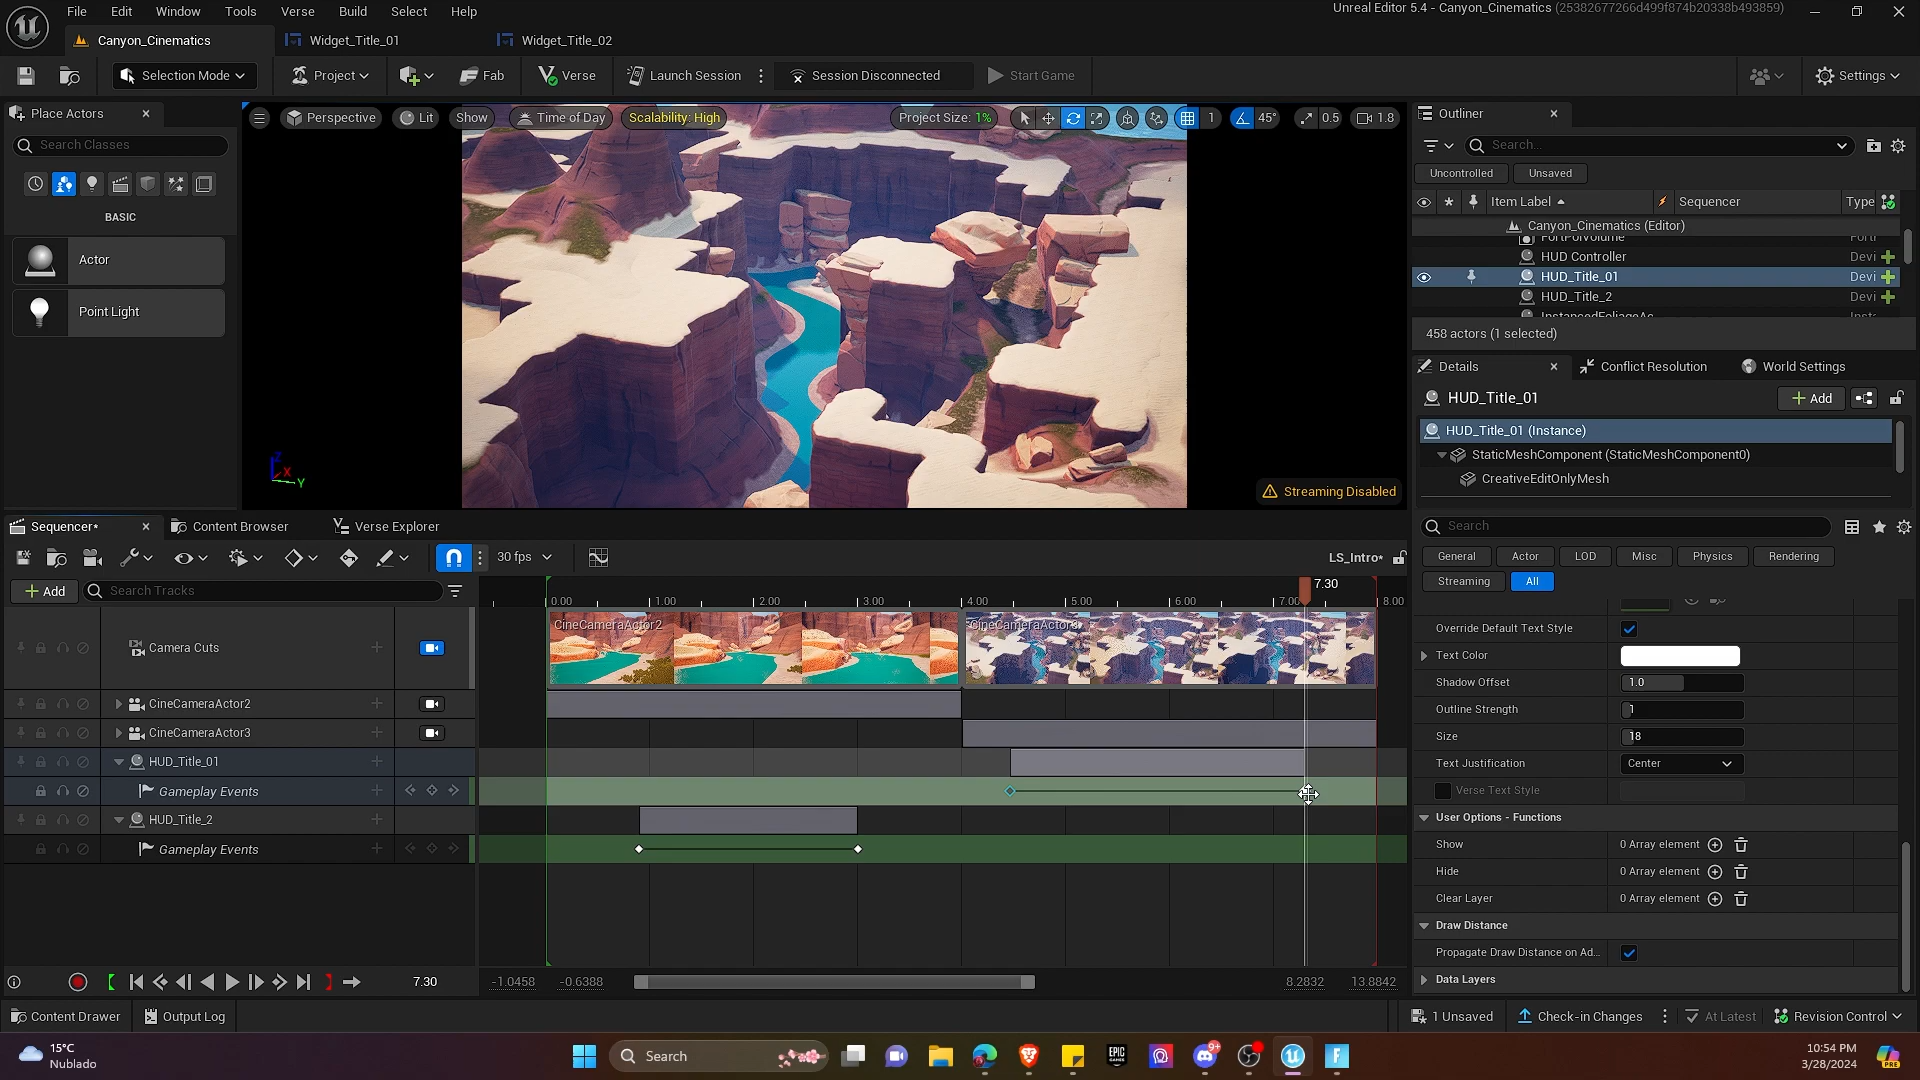 File Edit Window Tools Verse Build Select Help
Unreal Editor 5.4 - Canyon_Cinematics (25382677266d499f874b20338b493859)
Canyon_Cinematics Widget_Title_01 Widget_Title_02
Selection Mode Project Fab Verse Launch Session Session Disconnected Start Game Settings
Place Actors
Search Classes
BASIC
Actor
Point Light
Perspective Lit Show Time of Day Scalability: High Project Size: 1% 1 45° 0.5 1.8
Z X Y
Streaming Disabled
Outliner
Search...
Uncontrolled Unsaved
Item Label Sequencer Type
Canyon_Cinematics (Editor)
HUD Controller Devi
HUD_Title_01 Devi
HUD_Title_2 Devi
458 actors (1 selected)
Details Conflict Resolution World Settings
HUD_Title_01 Add
HUD_Title_01 (Instance)
StaticMeshComponent (StaticMeshComponent0)
CreativeEditOnlyMesh
Search
General Actor LOD Misc Physics Rendering
Streaming All
Override Default Text Style
Text Color
Shadow Offset 1.0
Outline Strength 1
Size 18
Text Justification Center
Verse Text Style
User Options - Functions
Show 0 Array element
Hide 0 Array element
Clear Layer 0 Array element
Draw Distance
Propagate Draw Distance on Ad...
Data Layers
Sequencer* Content Browser Verse Explorer
30 fps LS_Intro*
Add Search Tracks
7.30
0.00 1.00 2.00 3.00 4.00 5.00 6.00 7.00 8.00
Camera Cuts
CineCameraActor2
CineCameraActor2
CineCameraActor3
HUD_Title_01
Gameplay Events
HUD_Title_2
Gameplay Events
7.30 -1.0458 -0.6388 8.2832 13.8842
Content Drawer Output Log 1 Unsaved Check-in Changes At Latest Revision Control
15°C
Nublado
Search
EPIC GAMES
9+
PRE
10:54 PM
3/28/2024